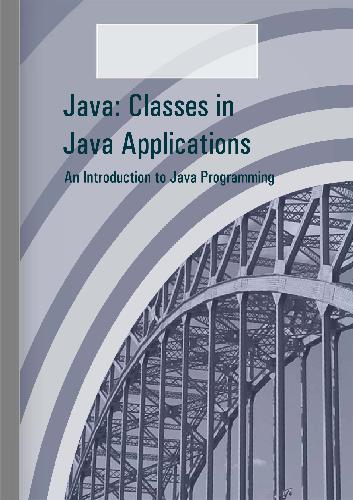 Java: Classes in
Java Applications
An Introduction to Java Programming